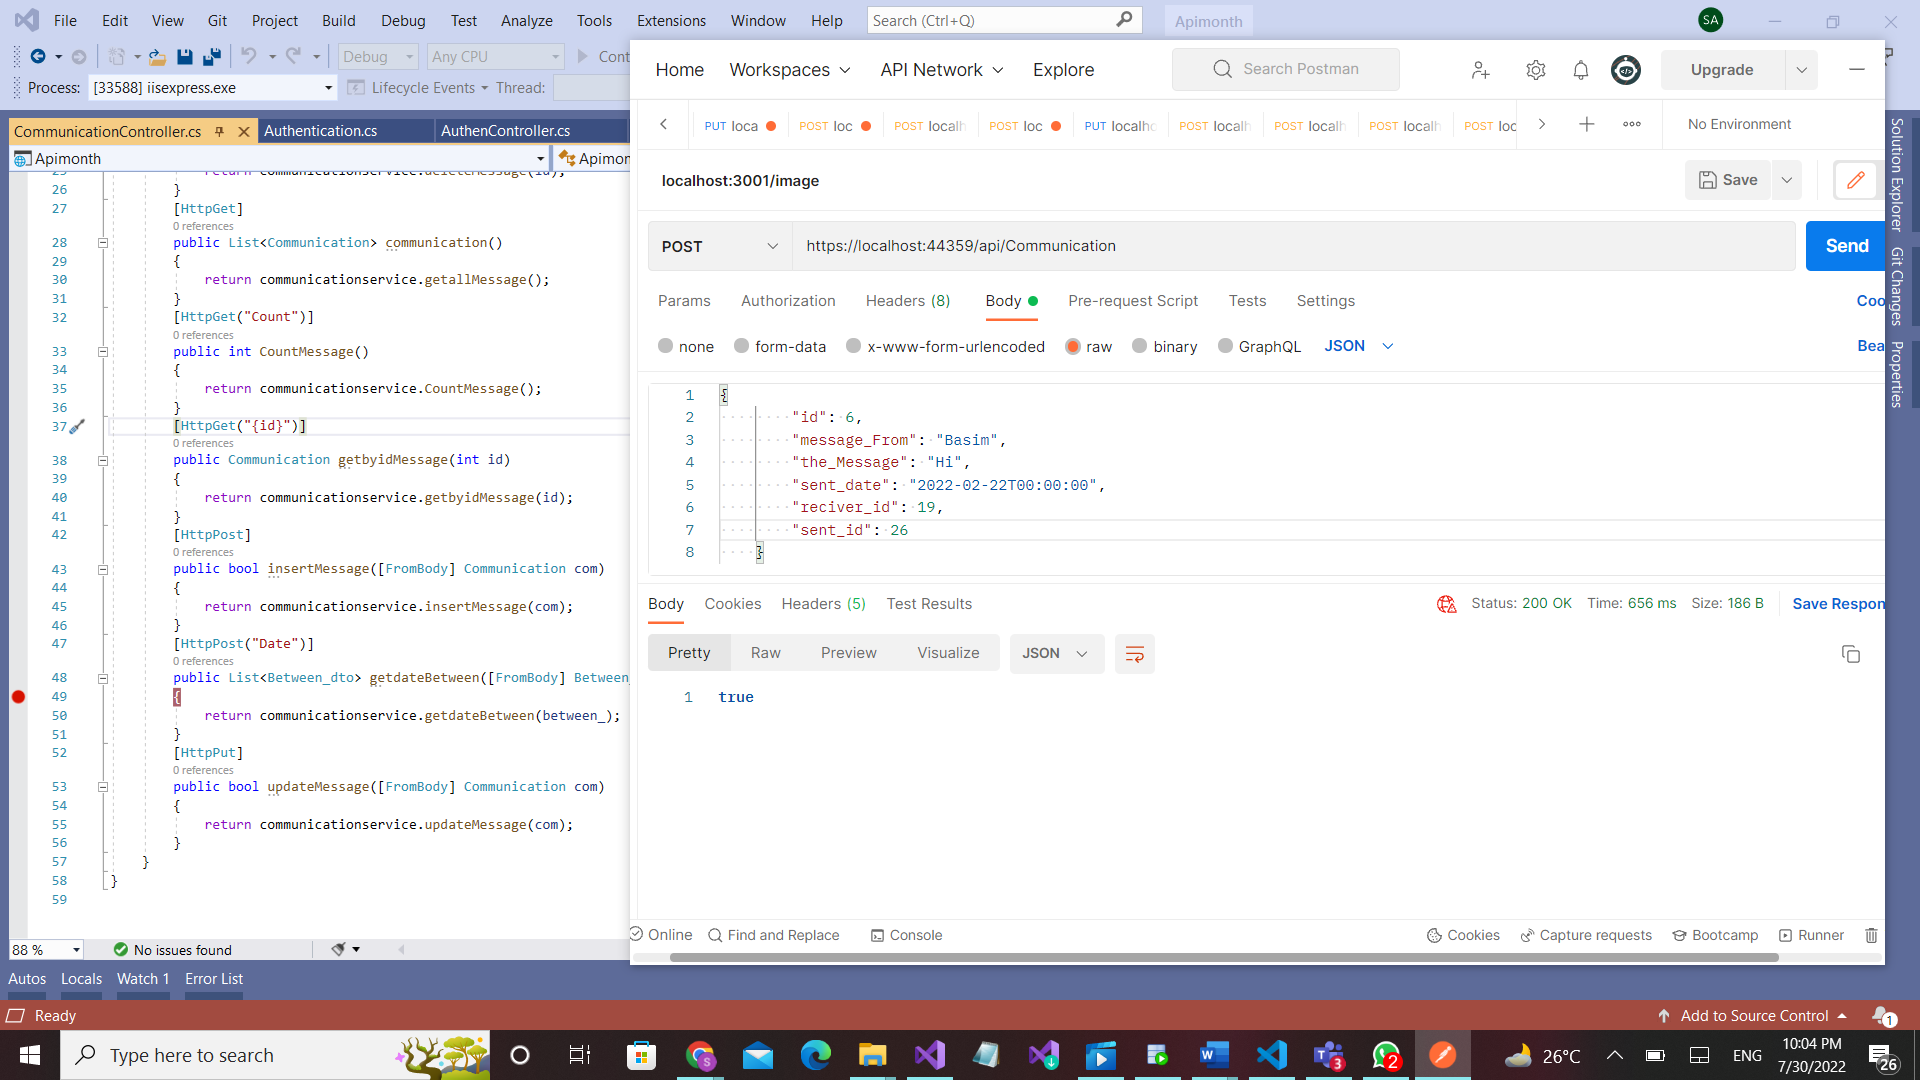 File Edit View Git Project Build Debug Test Analyze Tools Extensions Window Help Search (Ctrl+Q) Apimonth SA
Debug Any CPU Cont
Process: [33588] iisexpress.exe Lifecycle Events Thread:
CommunicationController.cs Authentication.cs AuthenController.cs
Apimonth Apimon
25 return communicationservice.deleteMessage(id);
26 }
27 [HttpGet]
0 references
28 public List<Communication> communication()
29 {
30 return communicationservice.getallMessage();
31 }
32 [HttpGet("Count")]
0 references
33 public int CountMessage()
34 {
35 return communicationservice.CountMessage();
36 }
37 [HttpGet("{id}")]
0 references
38 public Communication getbyidMessage(int id)
39 {
40 return communicationservice.getbyidMessage(id);
41 }
42 [HttpPost]
0 references
43 public bool insertMessage([FromBody] Communication com)
44 {
45 return communicationservice.insertMessage(com);
46 }
47 [HttpPost("Date")]
0 references
48 public List<Between_dto> getdateBetween([FromBody] Between_
49 {
50 return communicationservice.getdateBetween(between_);
51 }
52 [HttpPut]
0 references
53 public bool updateMessage([FromBody] Communication com)
54 {
55 return communicationservice.updateMessage(com);
56 }
57 }
58 }
59
88 % No issues found
Autos Locals Watch 1 Error List
Ready
Home Workspaces API Network Explore Search Postman Upgrade
PUT loca POST loc POST localh POST loc PUT localhc POST localh POST localh POST localh POST loc No Environment
localhost:3001/image Save
POST https://localhost:44359/api/Communication Send
Params Authorization Headers (8) Body Pre-request Script Tests Settings Coo
none form-data x-www-form-urlencoded raw binary GraphQL JSON Bea
1 {
2 "id": 6,
3 "message_From": "Basim",
4 "the_Message": "Hi",
5 "sent_date": "2022-02-22T00:00:00",
6 "reciver_id": 19,
7 "sent_id": 26
8 }
Body Cookies Headers (5) Test Results Status: 200 OK Time: 656 ms Size: 186 B Save Respon
Pretty Raw Preview Visualize JSON
1 true
Online Find and Replace Console Cookies Capture requests Bootcamp Runner
Solution Explorer
Git Changes
Properties
Add to Source Control 1
Type here to search S 3 2 26°C ENG 10:04 PM
7/30/2022 26